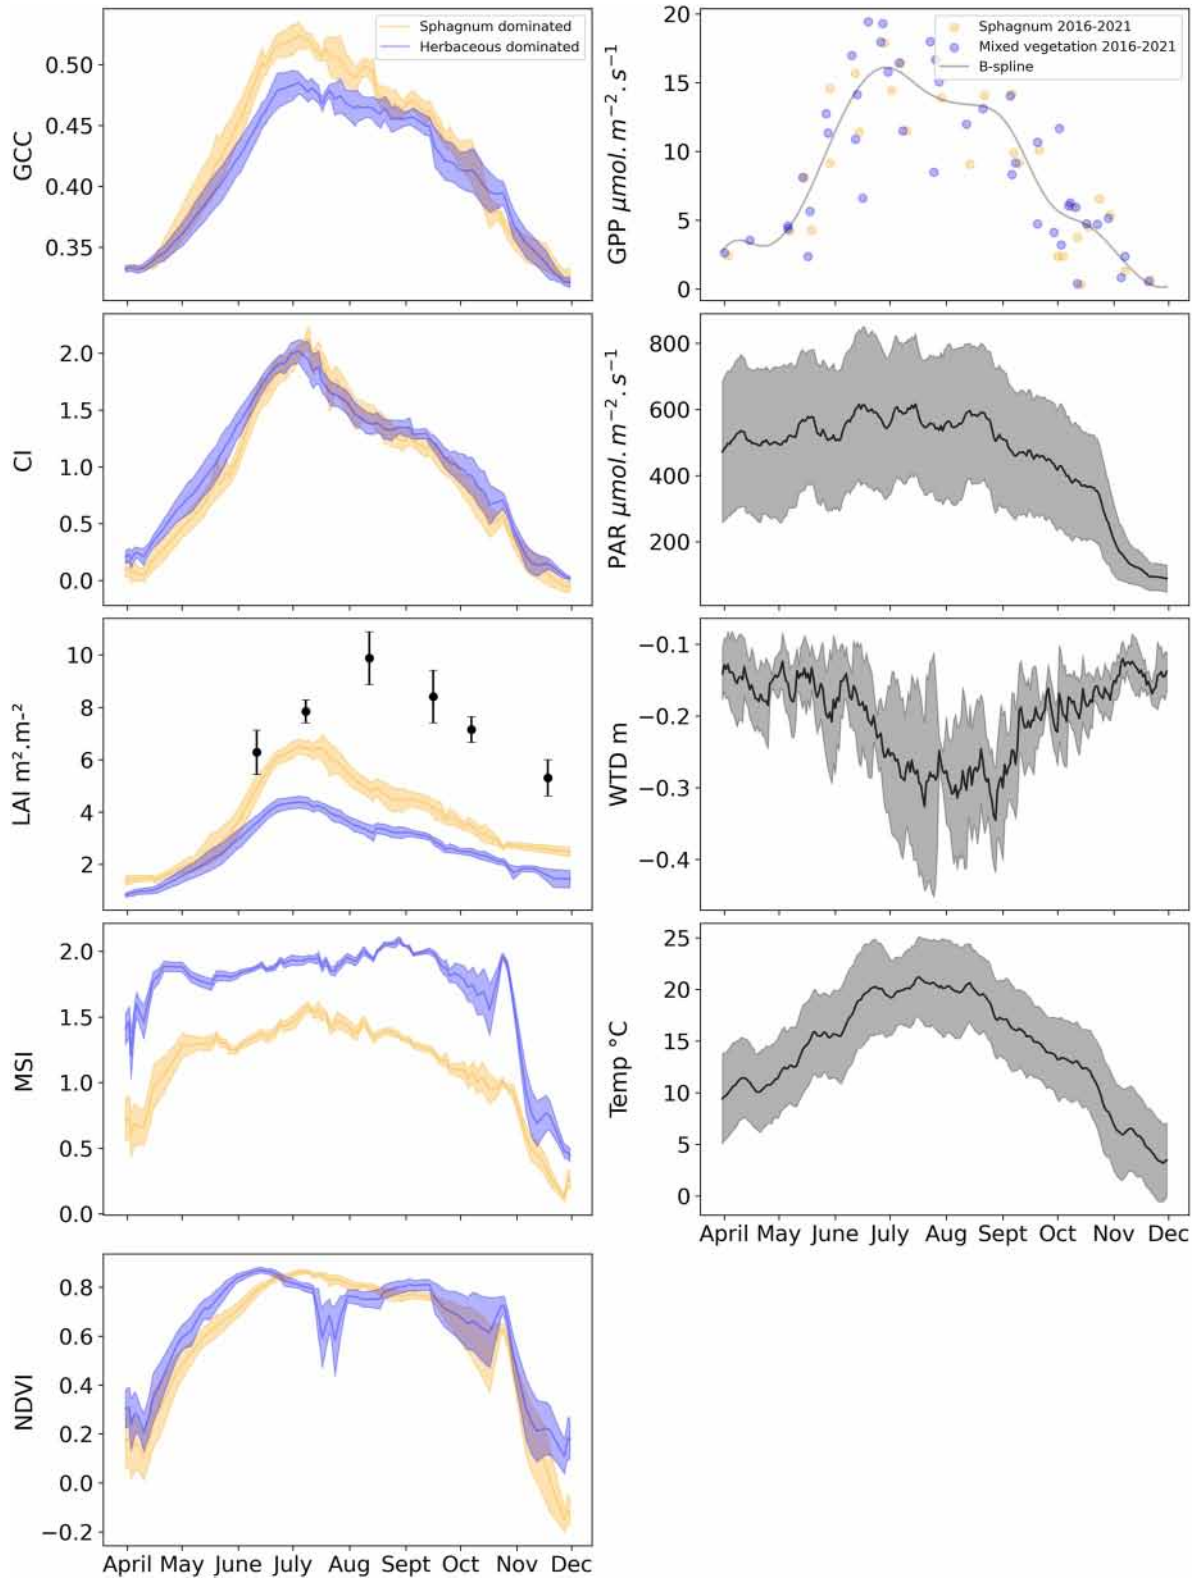 Sphagnum dominated
Herbaceous dominated
0.50
0.45
0.40
0.35
GCC
20
15
10
5
0
GPP μmol. m⁻². s⁻¹
Sphagnum 2016-2021
Mixed vegetation 2016-2021
B-spline
2.0
1.5
1.0
0.5
0.0
CI
800
600
400
200
PAR μmol. m⁻². s⁻¹
10
8
6
4
2
LAI m².m-²
−0.1
−0.2
−0.3
−0.4
WTD m
2.0
1.5
1.0
0.5
0.0
MSI
25
20
15
10
5
0
Temp °C
April May June July Aug Sept Oct Nov Dec
0.8
0.6
0.4
0.2
0.0
−0.2
NDVI
April May June July Aug Sept Oct Nov Dec